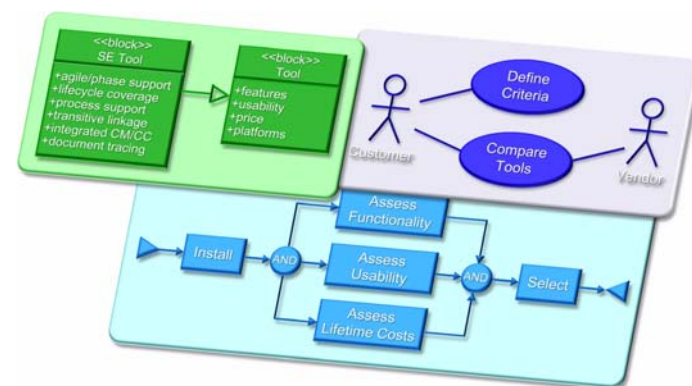 <<block>>
SE Tool
+agile/phase support
+lifecycle coverage
+process support
+transitive linkage
+integrated CM/CC
+document tracing
<<block>>
Tool
+features
+usability
+price
+platforms
Define
Criteria
Compare
Tools
Customer
Vendor
Install
AND
Assess
Functionality
Assess
Usability
Assess
Lifetime Costs
AND
Select